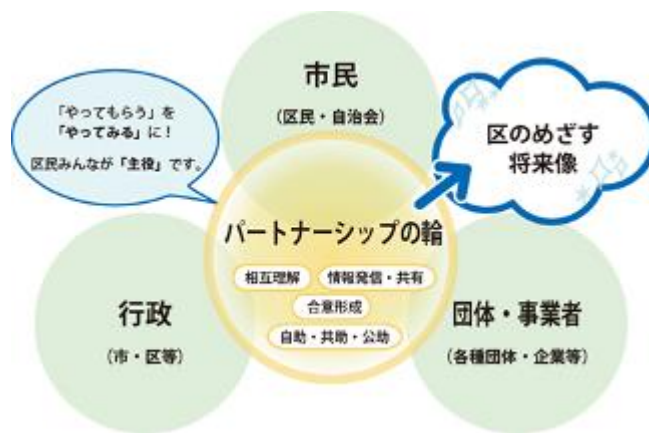 市民
(区民・自治会)
「やってもらう」を
「やってみる」に！
区民みんなが「主役」です。
区のめざす
将来像
パートナーシップの輪
相互理解
情報発信・共有
合意形成
自助・共助・公助
行政
(市・区等)
団体・事業者
(各種団体・企業等)